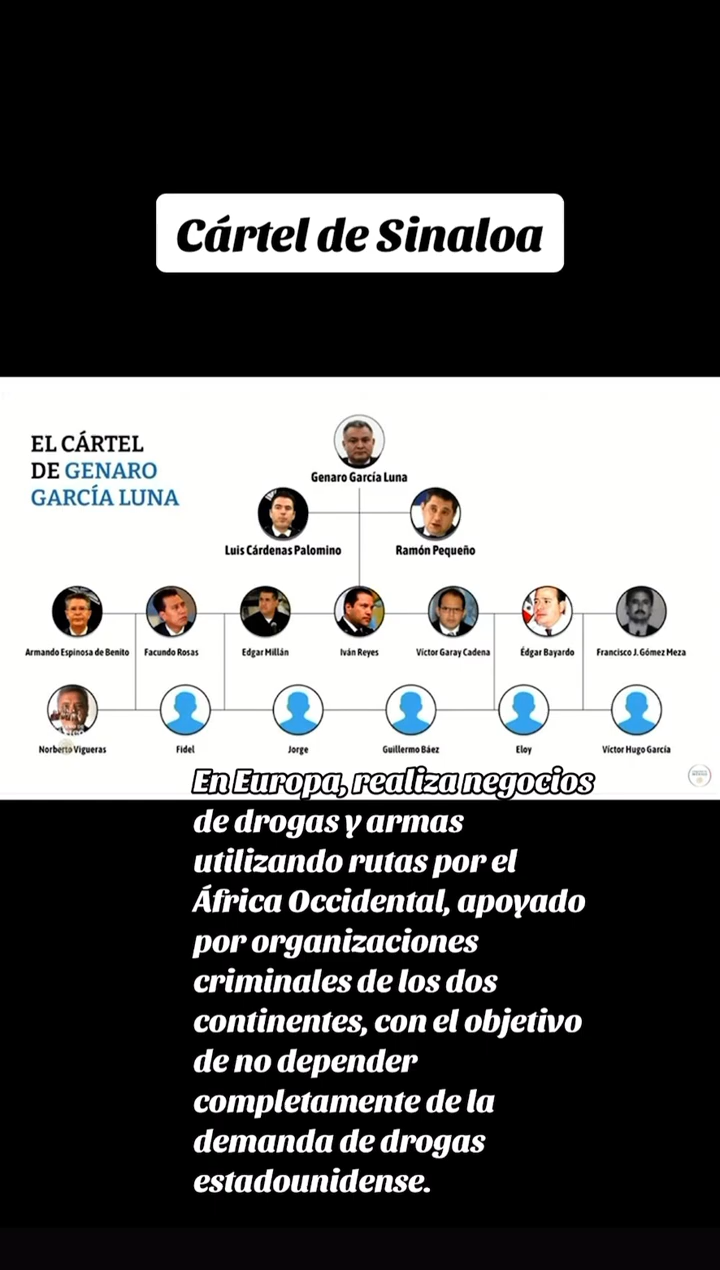 Cártel de Sinaloa
EL CÁRTEL
DE GENARO
GARCÍA LUNA
Genaro García Luna
Luis Cárdenas Palomino
Ramón Pequeño
Armando Espinosa de Benito
Facundo Rosas
Edgar Millán
Iván Reyes
Víctor Garay Cadena
Édgar Bayardo
Francisco J. Gómez Meza
Norberto Vigueras
Fidel
Jorge
Guillermo Báez
Eloy
Víctor Hugo García
En Europa, realiza negocios
de drogas y armas
utilizando rutas por el
África Occidental, apoyado
por organizaciones
criminales de los dos
continentes, con el objetivo
de no depender
completamente de la
demanda de drogas
estadounidense.